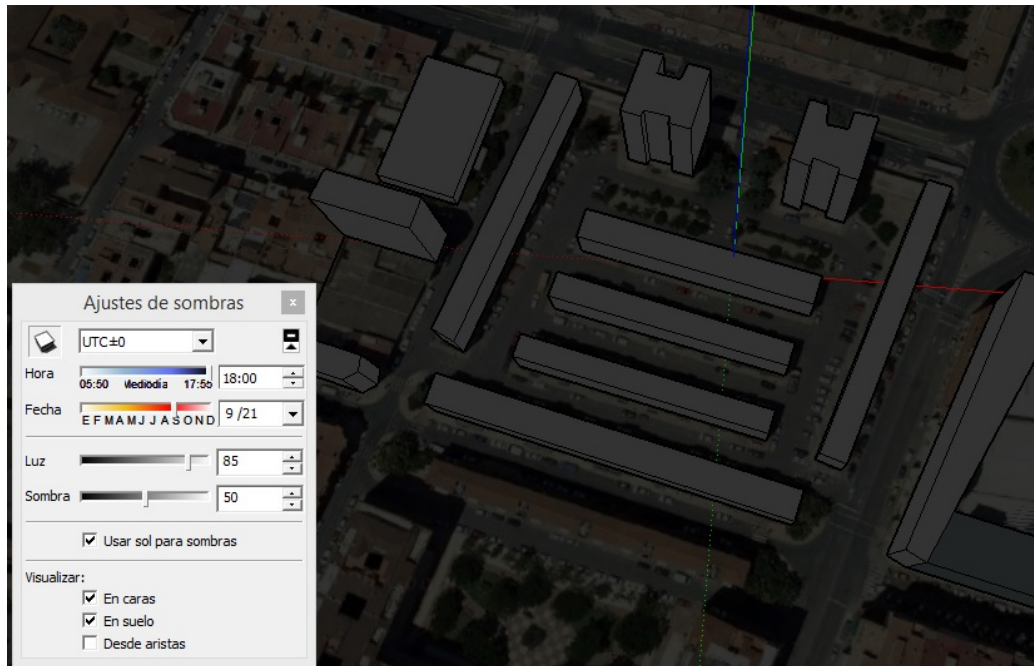 Ajustes de sombras
x
UTC±0
Hora
05:50 Mediodía 17:56
18:00
Fecha
E F M A M J J A S O N D
9 /21
Luz
85
Sombra
50
Usar sol para sombras
Visualizar:
En caras
En suelo
Desde aristas